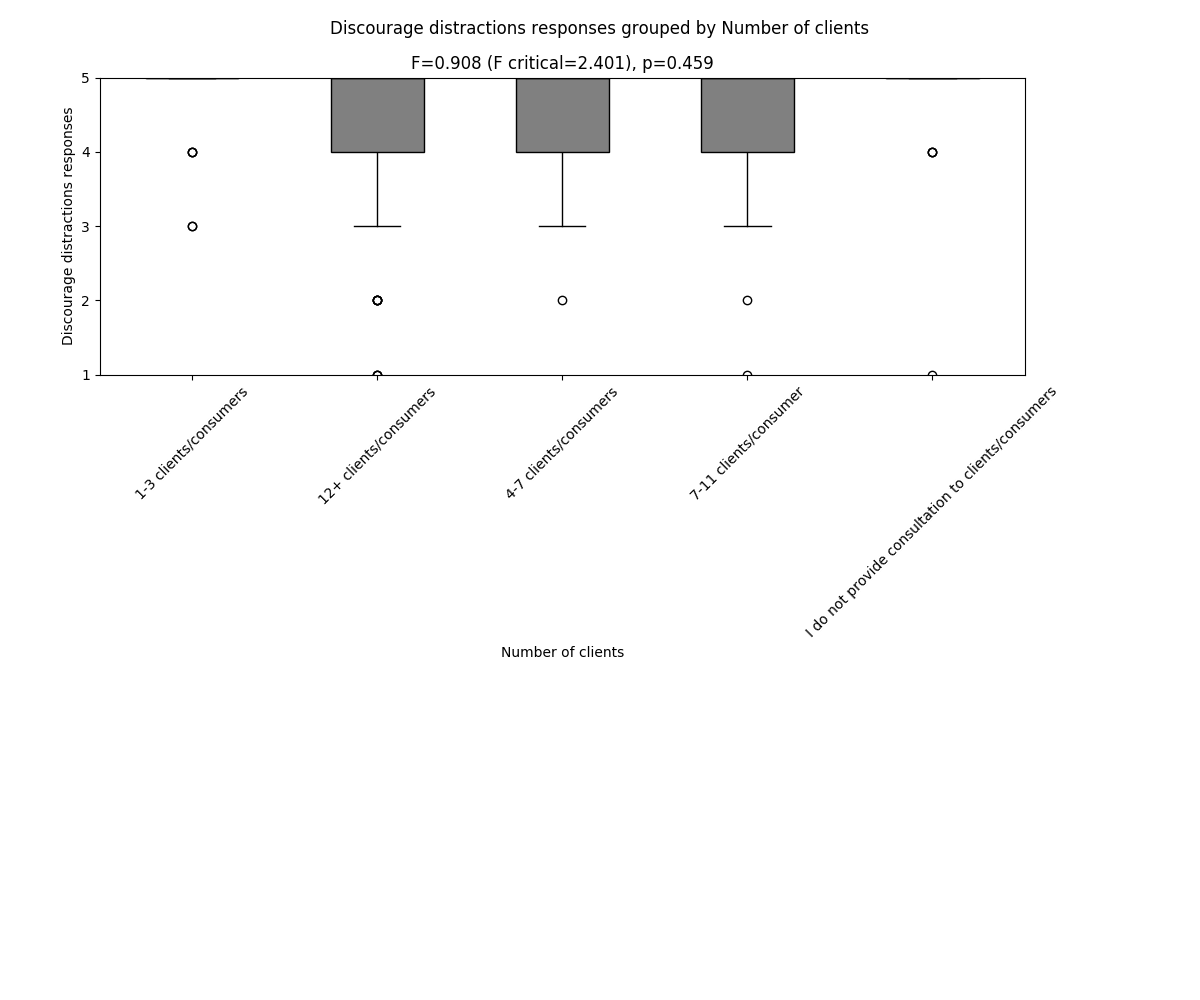 Discourage distractions responses grouped by Number of clients
F=0.908 (F critical=2.401), p=0.459
Discourage distractions responses
5
4
3
2
1
1-3 clients/consumers
12+ clients/consumers
4-7 clients/consumers
7-11 clients/consumer
I do not provide consultation to clients/consumers
Number of clients